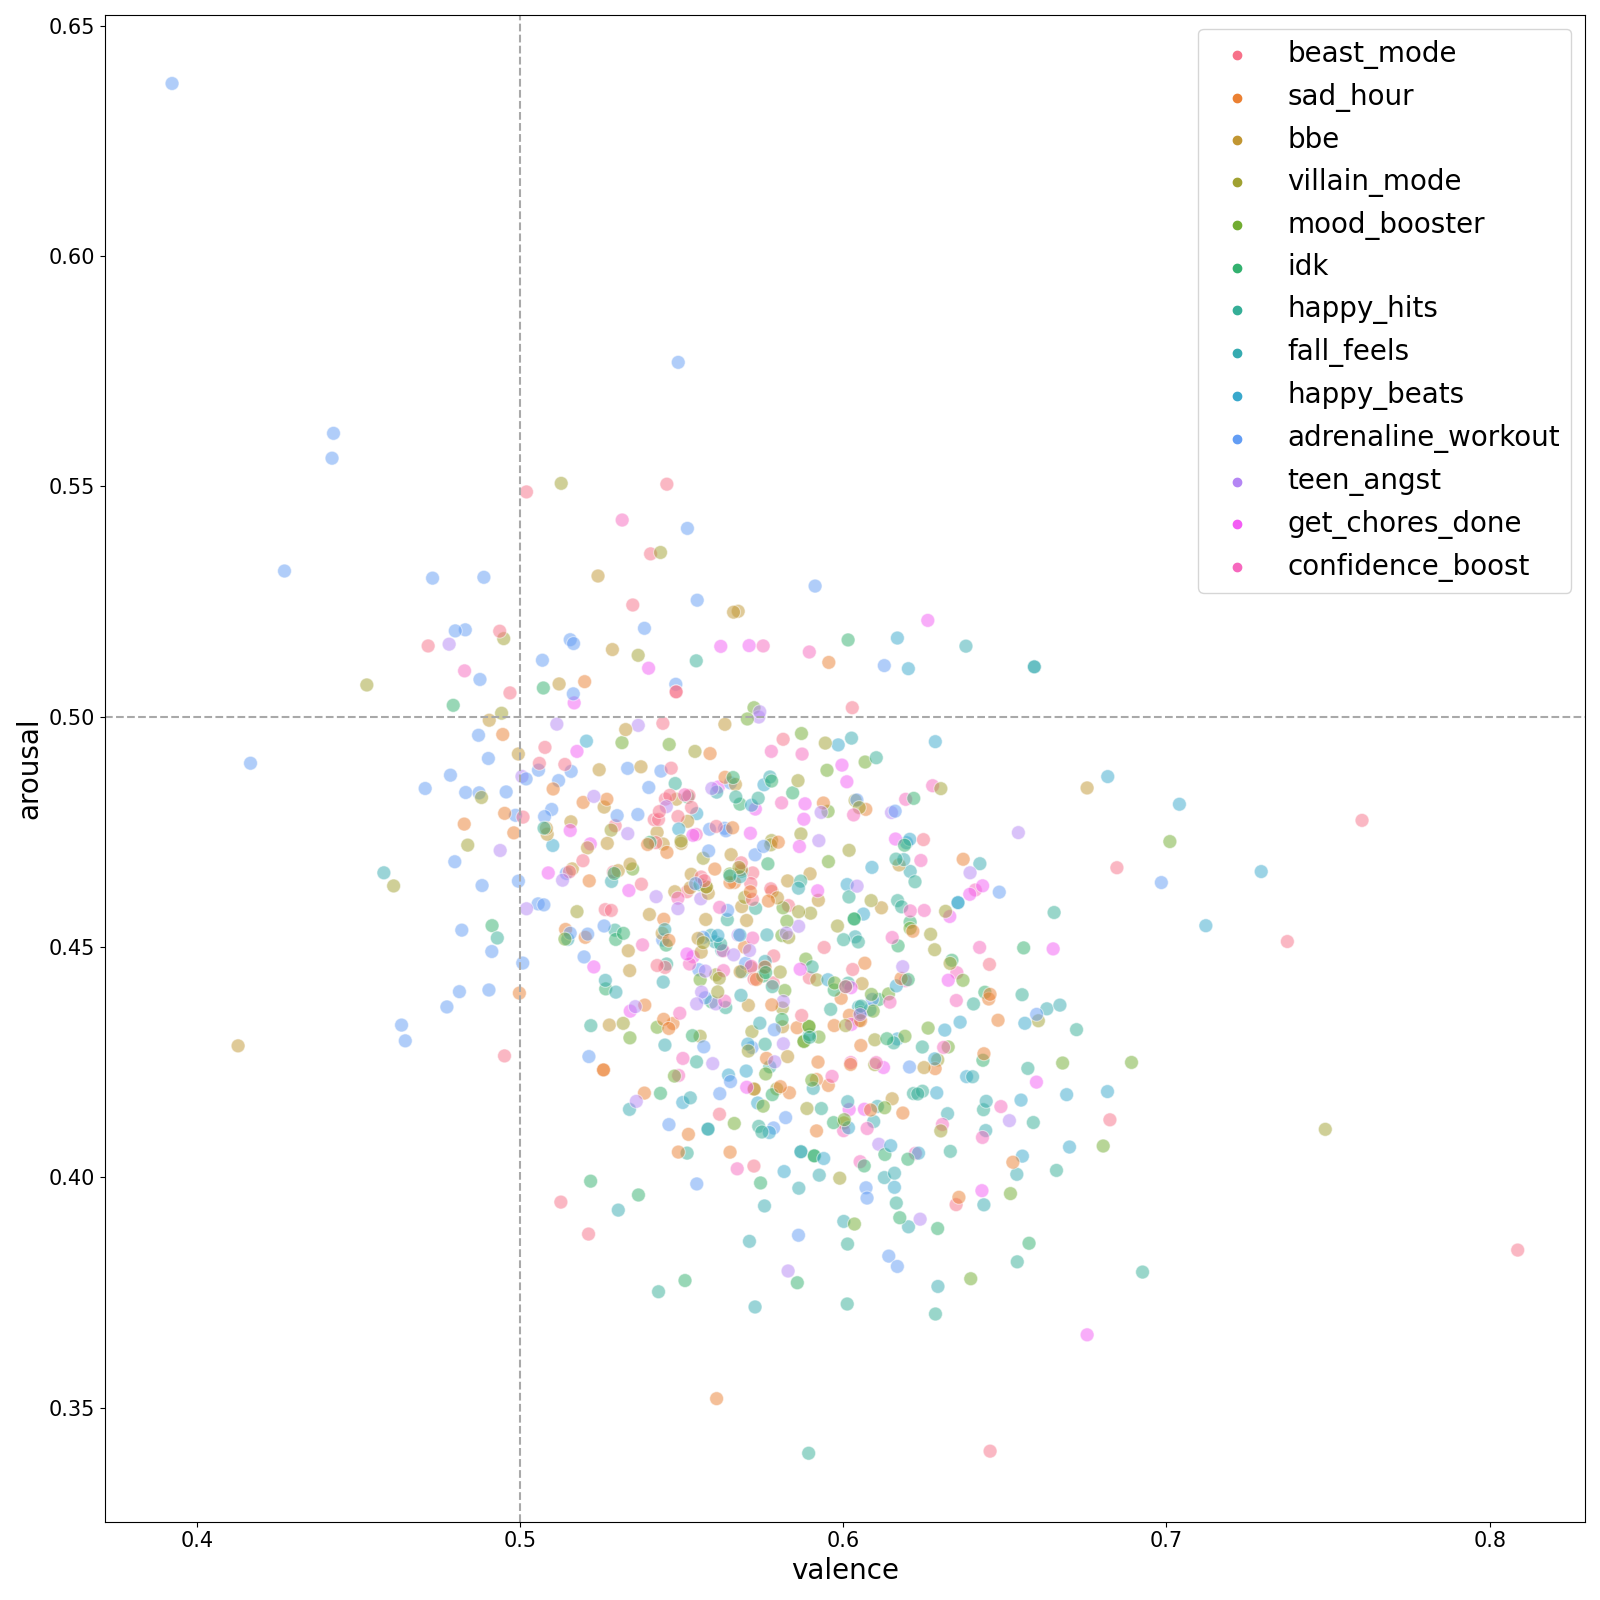 0.65
0.60
0.55
0.50
0.45
0.40
0.35
arousal
beast_mode
sad_hour
bbe
villain_mode
mood_booster
idk
happy_hits
fall_feels
happy_beats
adrenaline_workout
teen_angst
get_chores_done
confidence_boost
0.4 0.5 0.6 0.7 0.8
valence